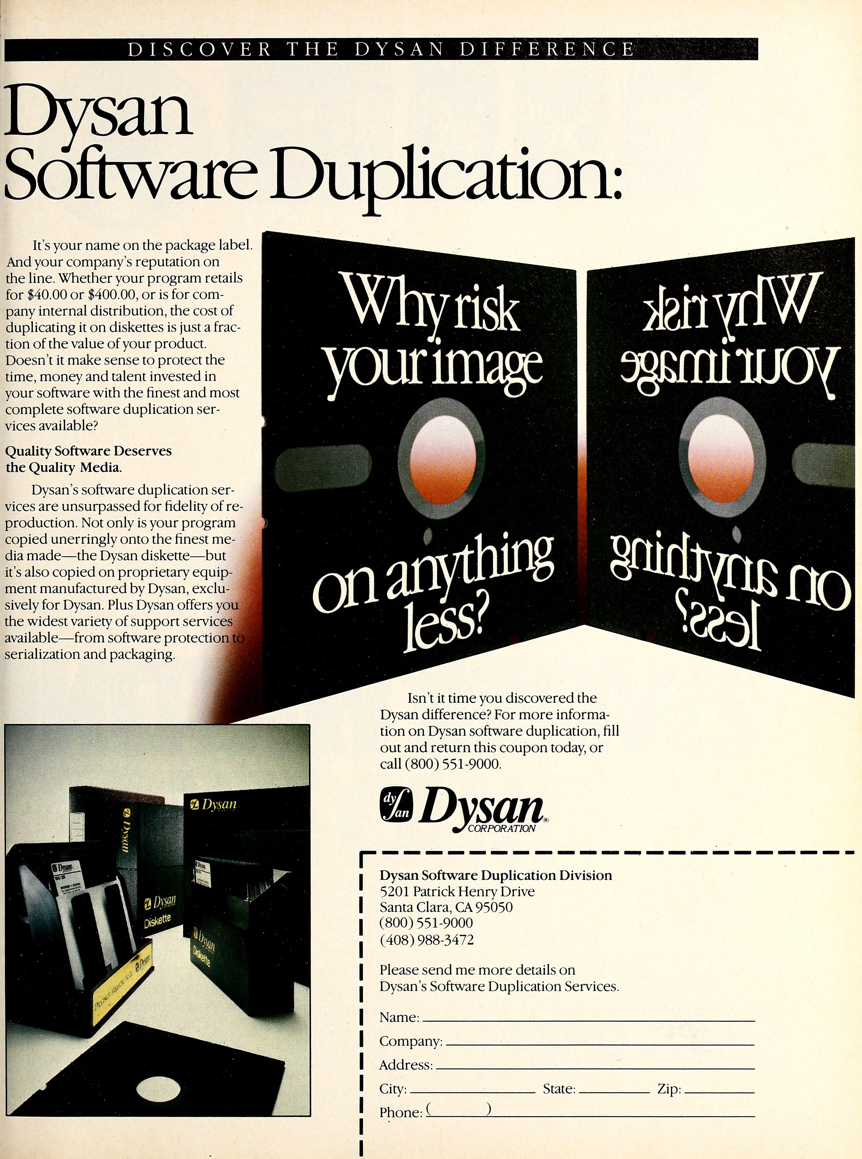 DISCOVER THE DYSAN DIFFERENCE
Dysan
Software Duplication:
It's your name on the package label.
And your company's reputation on
the line. Whether your program retails
for $40.00 or $400.00, or is for com-
pany internal distribution, the cost of
duplicating it on diskettes is just a frac-
tion of the value of your product.
Doesn't it make sense to protect the
time, money and talent invested in
your software with the finest and most
complete software duplication ser-
vices available?
Quality Software Deserves
the Quality Media.
Dysan's software duplication ser-
vices are unsurpassed for fidelity of re-
production. Not only is your program
copied unerringly onto the finest me-
dia made—the Dysan diskette—but
it's also copied on proprietary equip-
ment manufactured by Dysan, exclu-
sively for Dysan. Plus Dysan offers you
the widest variety of support services
available—from software protection to
serialization and packaging.
Why risk
your image
on anything
less?
Why risk
your image
on anything
less?
Isn't it time you discovered the
Dysan difference? For more informa-
tion on Dysan software duplication, fill
out and return this coupon today, or
call (800) 551-9000.
dysan Dysan®
CORPORATION
Dysan
Dysan
Dysan
Diskette
Dysan
Diskette
Dysan
Dysan
Dysan Software Duplication Division
5201 Patrick Henry Drive
Santa Clara, CA 95050
(800) 551-9000
(408) 988-3472
Please send me more details on
Dysan's Software Duplication Services.
Name:
Company:
Address:
City: State: Zip:
Phone: ( )